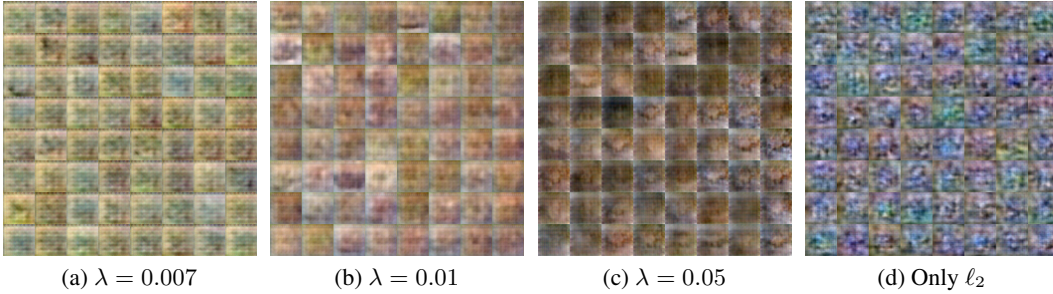 (a) λ = 0.007
(b) λ = 0.01
(c) λ = 0.05
(d) Only ℓ₂